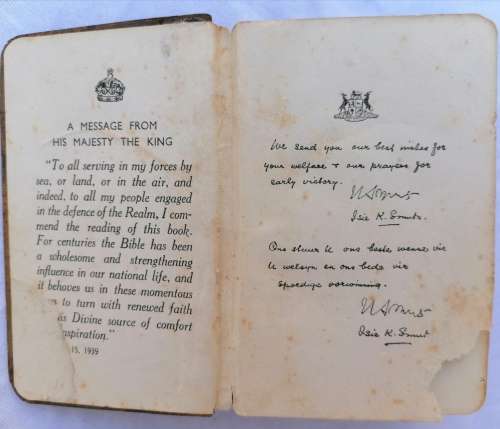 A MESSAGE FROM
HIS MAJESTY THE KING
"To all serving in my forces by
sea, or land, or in the air, and
indeed, to all my people engaged
in the defence of the Realm, I com-
mend the reading of this book.
For centuries the Bible has been
a wholesome and strengthening
influence in our national life, and
it behoves us in these momentous
to turn with renewed faith
Divine source of comfort
inspiration."
15, 1939
We send you our best wishes for
your welfare & our prayers for
early victory.
Isie K. Smuts.
Ons stuur U ons beste wense vir
U welsyn en ons bede vir
spoedige oorwinning.
Isie K. Smuts